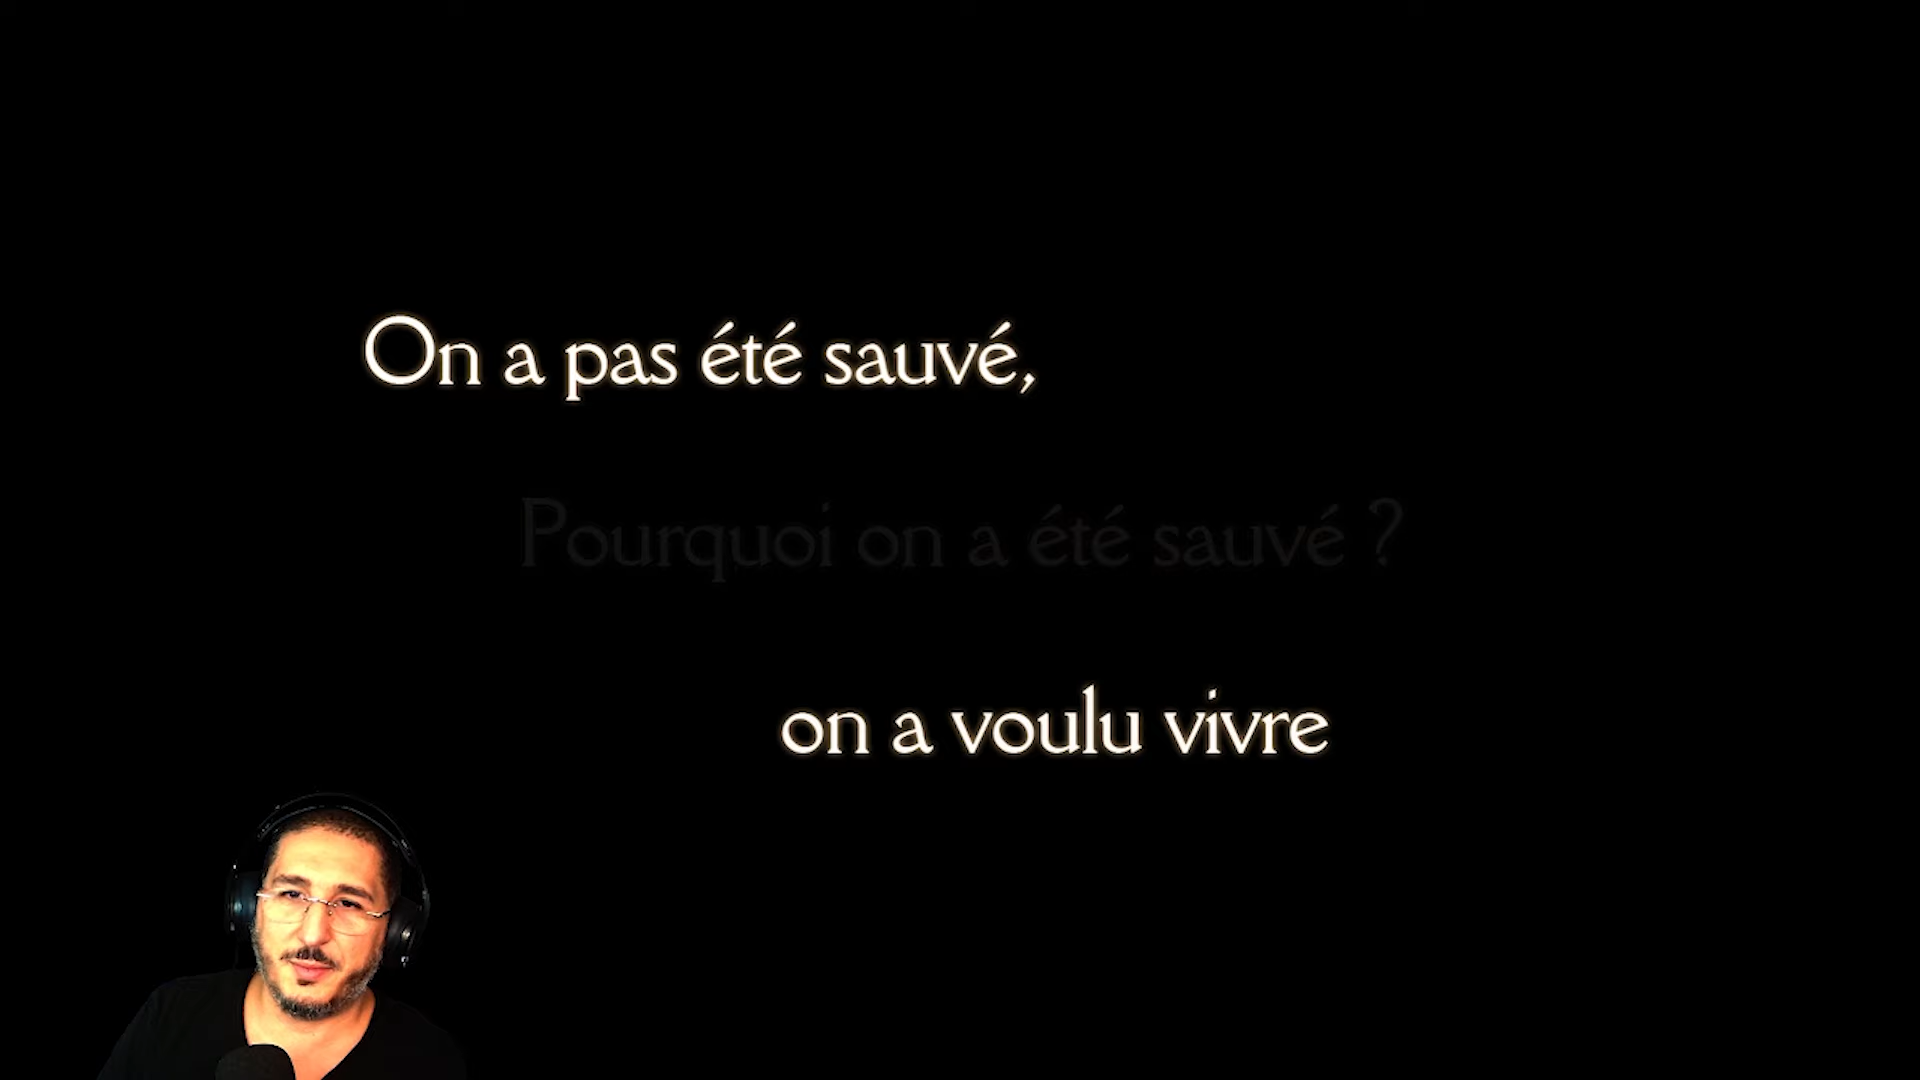 On a pas été sauvé,
Pourquoi on a été sauvé ?
on a voulu vivre